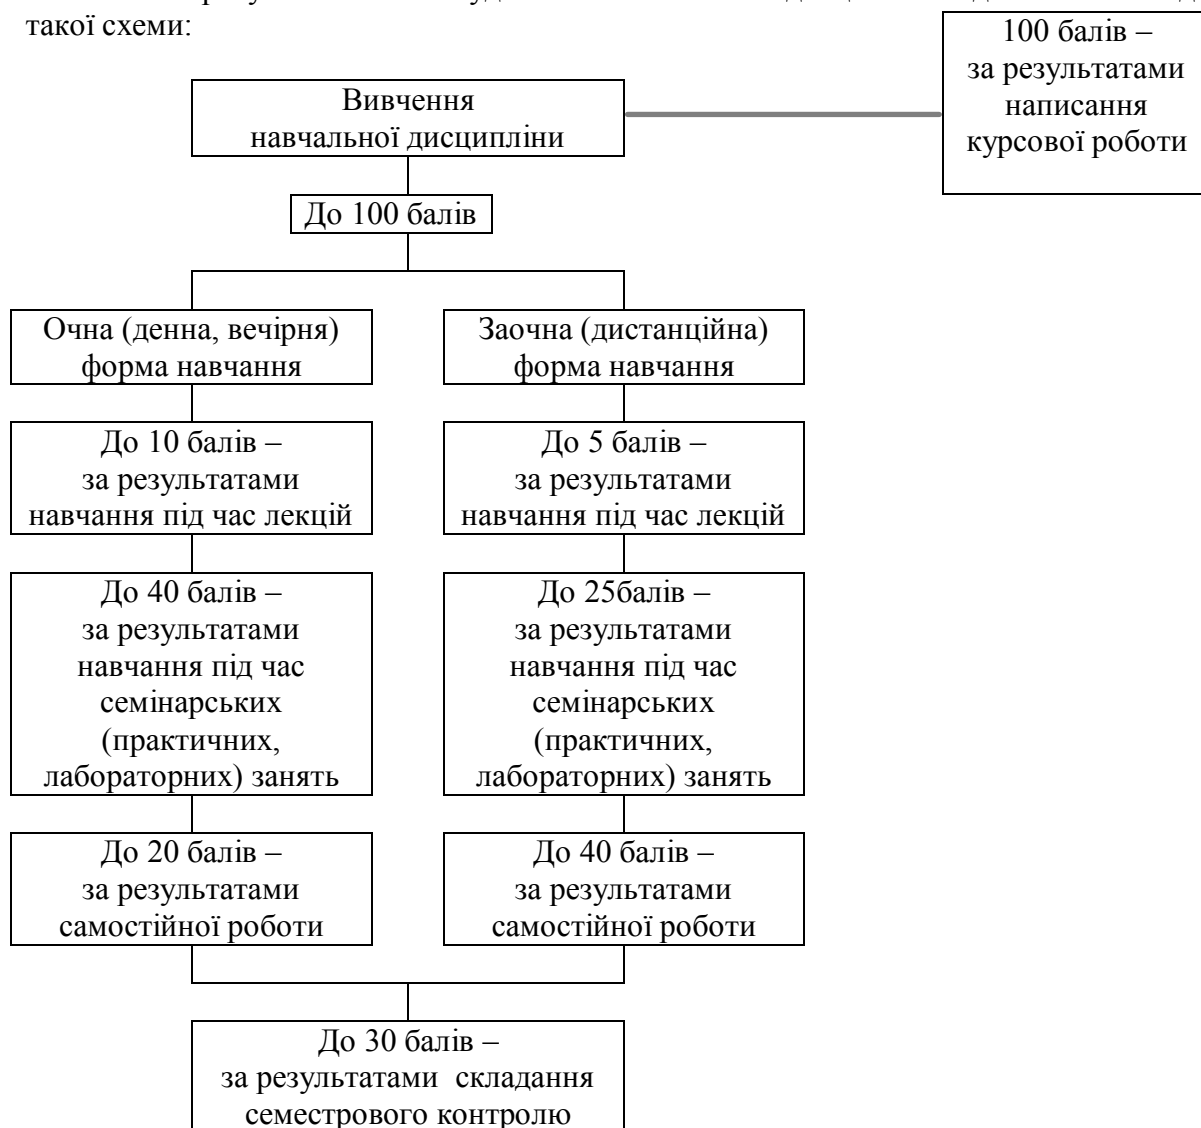 такої схеми:
100 балів –
за результатами
написання
курсової роботи
Вивчення
навчальної дисципліни
До 100 балів
Очна (денна, вечірня)
форма навчання
Заочна (дистанційна)
форма навчання
До 10 балів –
за результатами
навчання під час лекцій
До 5 балів –
за результатами
навчання під час лекцій
До 40 балів –
за результатами
навчання під час
семінарських
(практичних,
лабораторних) занять
До 25балів –
за результатами
навчання під час
семінарських
(практичних,
лабораторних) занять
До 20 балів –
за результатами
самостійної роботи
До 40 балів –
за результатами
самостійної роботи
До 30 балів –
за результатами складання
семестрового контролю